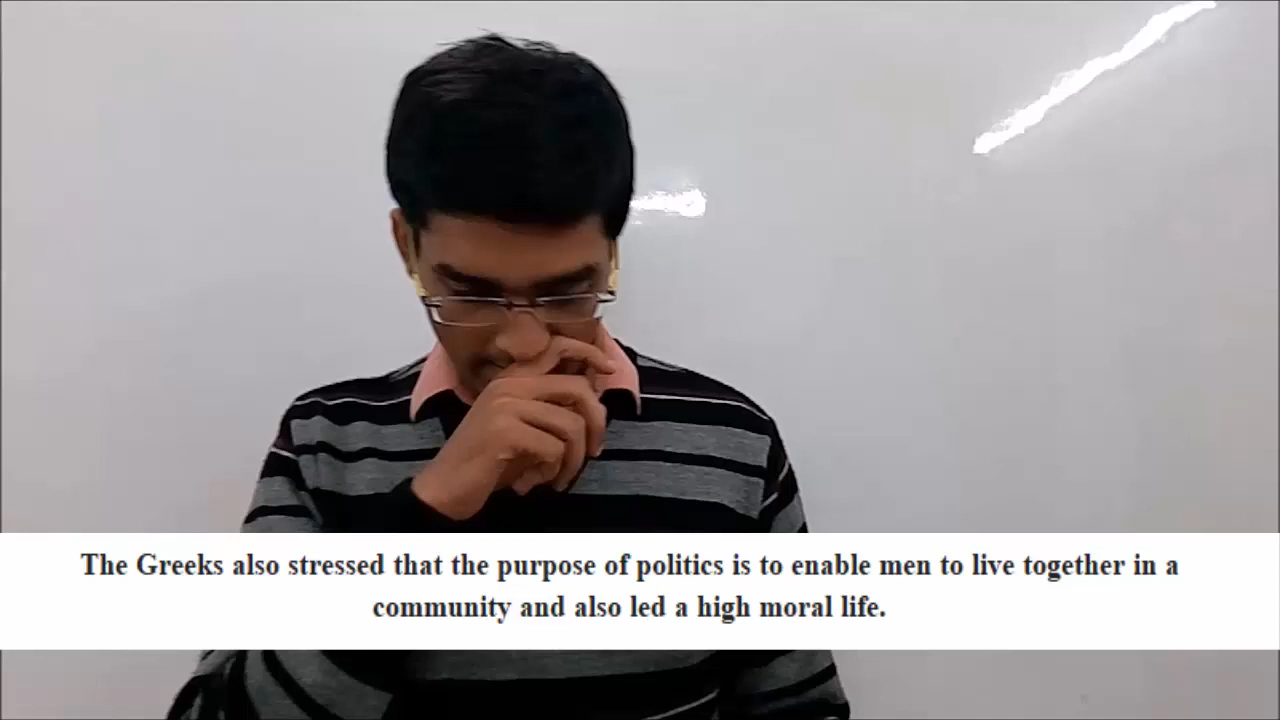 The Greeks also stressed that the purpose of politics is to enable men to live together in a
community and also led a high moral life.